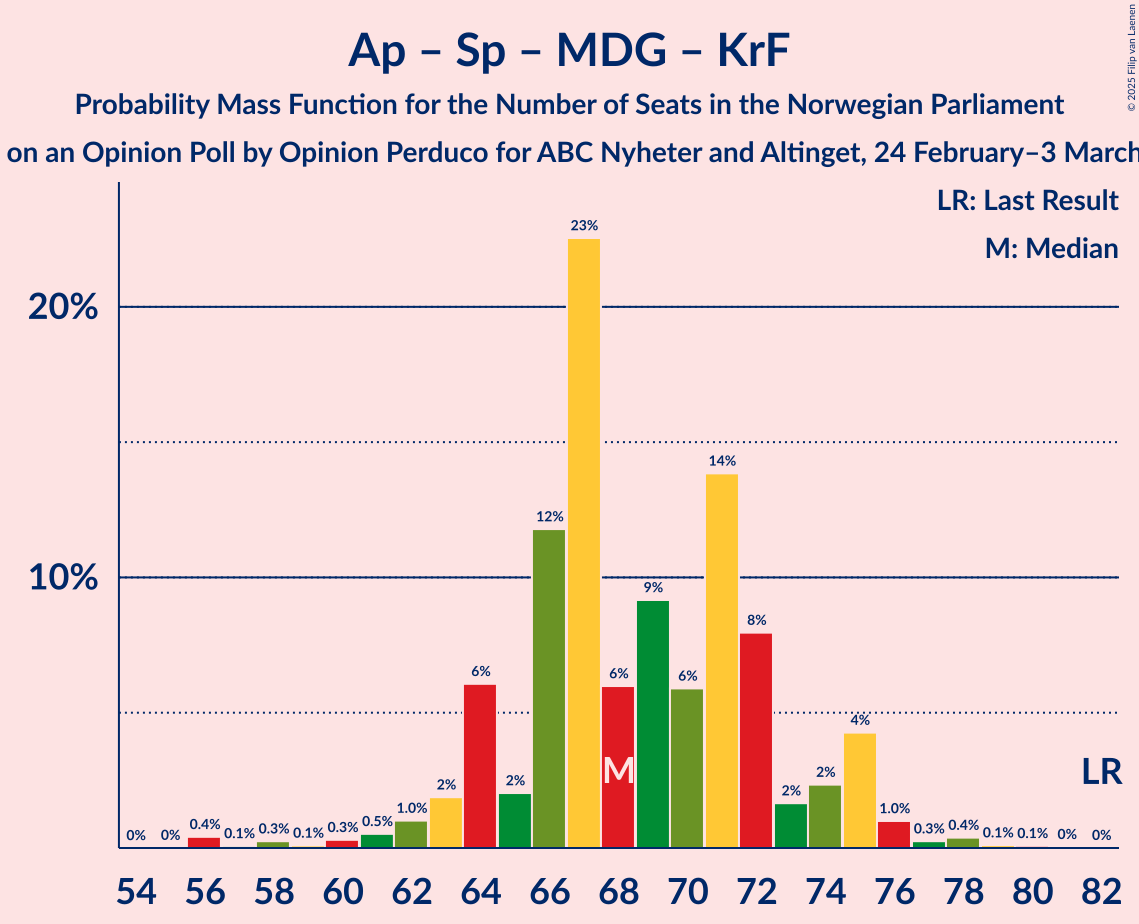 Ap – Sp – MDG – KrF
Probability Mass Function for the Number of Seats in the Norwegian Parliament
on an Opinion Poll by Opinion Perduco for ABC Nyheter and Altinget, 24 February–3 March
© 2025 Filip van Laenen
LR: Last Result
M: Median
20%
10%
0% 0% 0.4% 0.1% 0.3% 0.1% 0.3% 0.5% 1.0% 2% 6% 2% 12% 23% 6% 9% 6% 14% 8% 2% 2% 4% 1.0% 0.3% 0.4% 0.1% 0.1% 0% 0%
M
LR
54 56 58 60 62 64 66 68 70 72 74 76 78 80 82